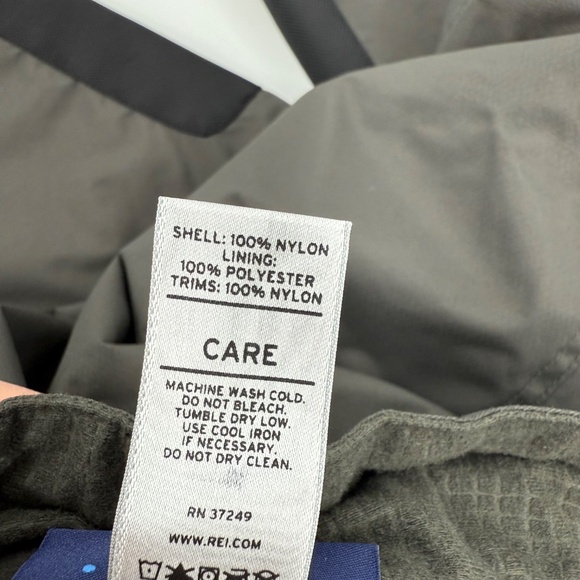 SHELL: 100% NYLON
LINING:
100% POLYESTER
TRIMS: 100% NYLON
CARE
MACHINE WASH COLD.
DO NOT BLEACH.
TUMBLE DRY LOW.
USE COOL IRON
IF NECESSARY.
DO NOT DRY CLEAN.
RN 37249
WWW.REI.COM